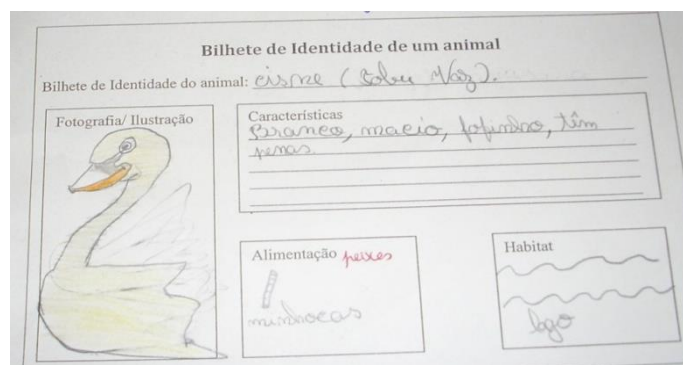 Bilhete de Identidade de um animal
Bilhete de Identidade do animal: cisne ( Vaz).
Fotografia/ Ilustração
Características
Branco, macio, fofinho, têm
penas.
Alimentação peixes
minhocas
Habitat
lago